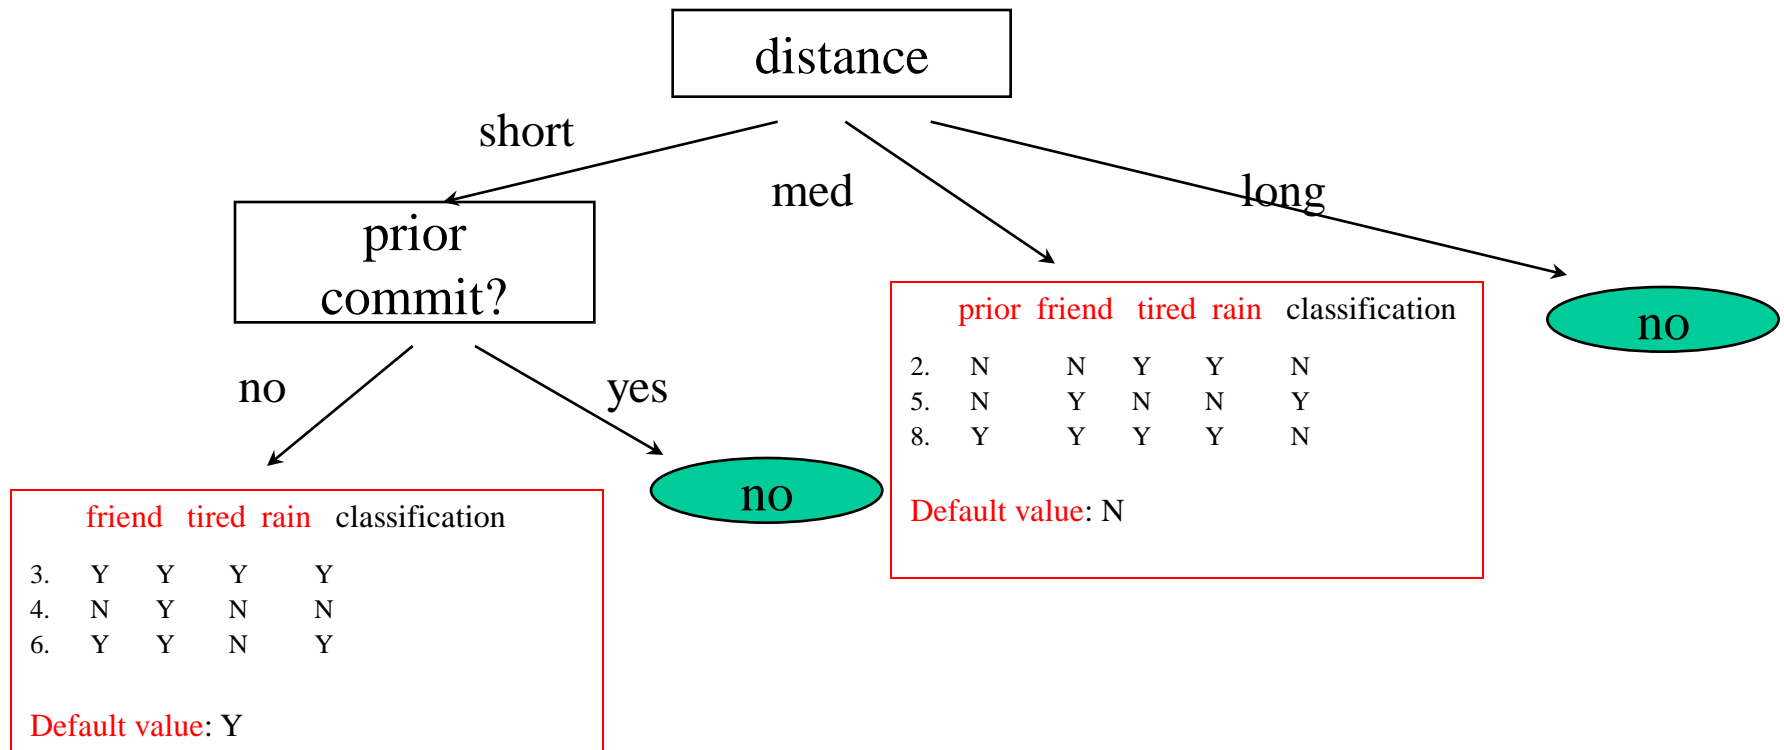 distance
short
med
long
prior
commit?
prior friend tired rain classification
2. N N Y Y N
5. N Y N N Y
8. Y Y Y Y N
Default value: N
no
no
yes
no
friend tired rain classification
3. Y Y Y Y
4. N Y N N
6. Y Y N Y
Default value: Y